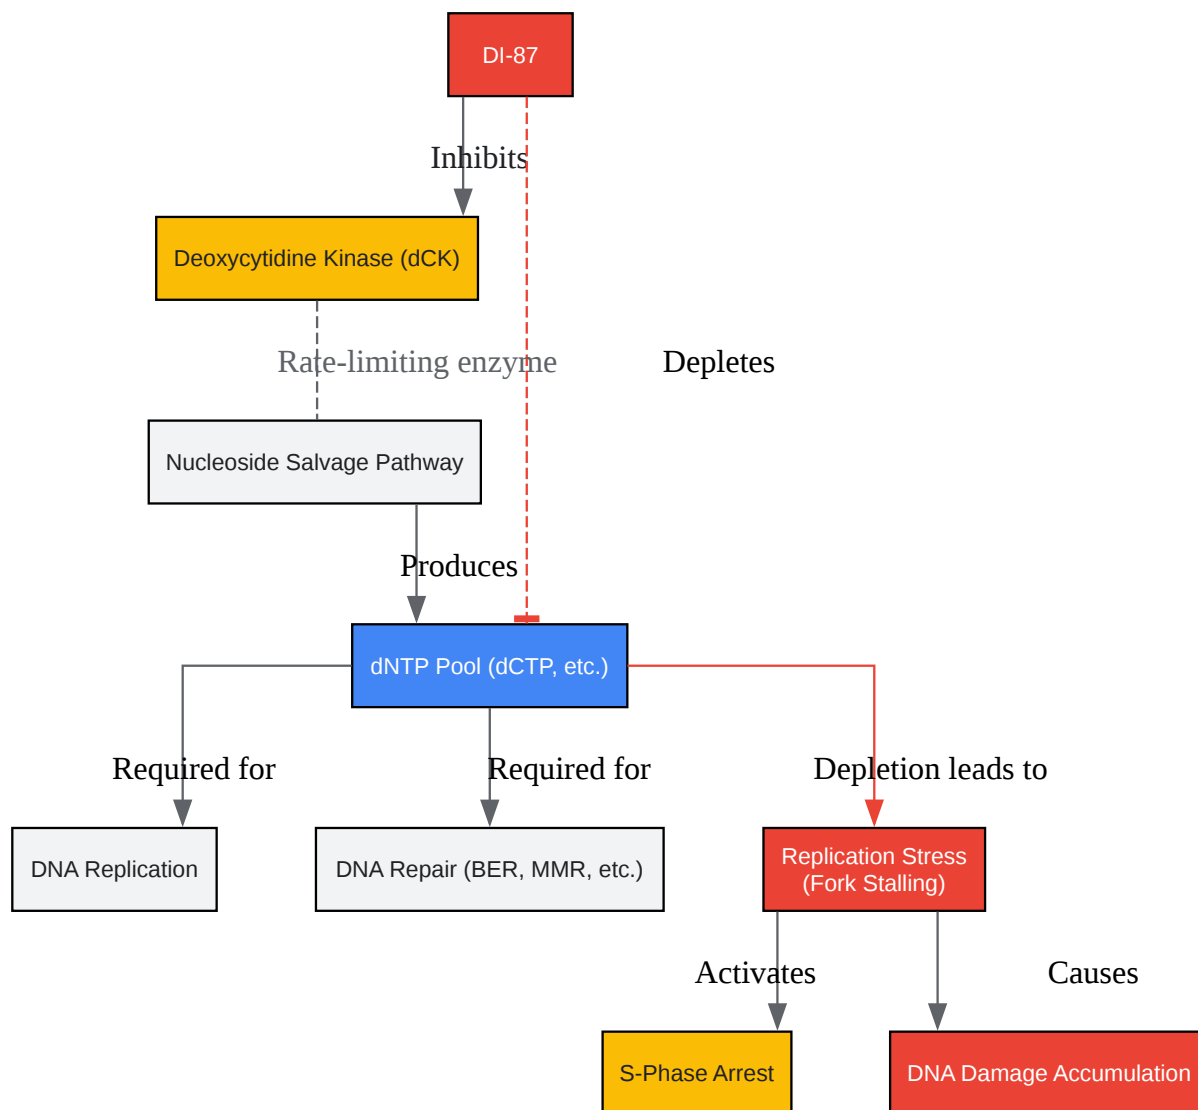 DI-87
Inhibits
Deoxycytidine Kinase (dCK)
Rate-limiting enzyme
Depletes
Nucleoside Salvage Pathway
Produces
dNTP Pool (dCTP, etc.)
Required for
Required for
Depletion leads to
DNA Replication
DNA Repair (BER, MMR, etc.)
Replication Stress
(Fork Stalling)
Activates
Causes
S-Phase Arrest
DNA Damage Accumulation